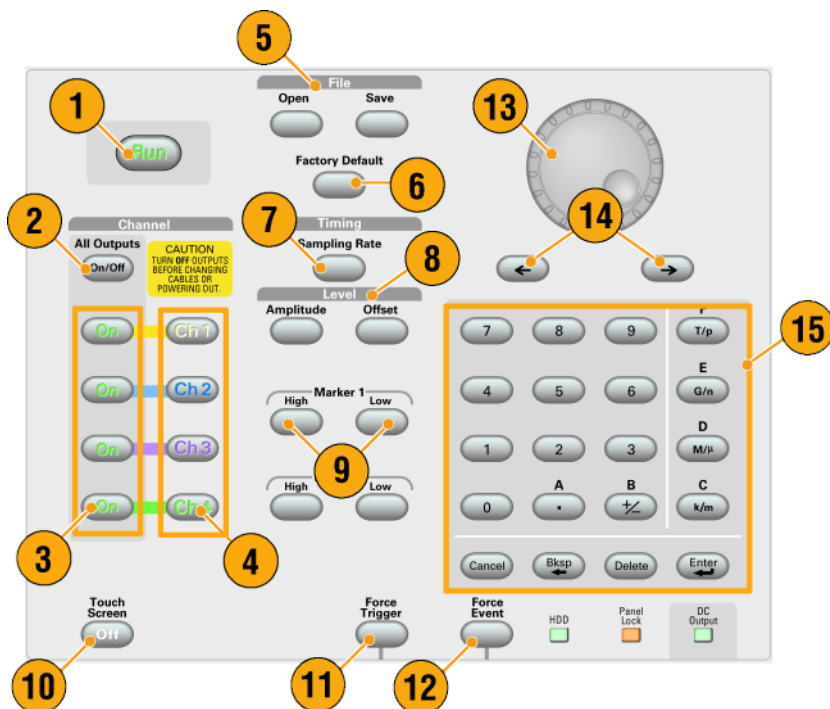 5
File
Open Save
1
Run
13
Factory Default
6
2
Channel
7
Timing
14
All Outputs
On/Off
CAUTION
TURN OFF OUTPUTS
BEFORE CHANGING
CABLES OR
POWERING DUT.
Sampling Rate
8
← →
Level
Amplitude Offset
On Ch 1
7 8 9
F
T/p
15
On Ch 2
Marker 1
High Low
4 5 6
E
G/n
On Ch 3
9
1 2 3
D
M/μ
On Ch 4
High Low
0
A
.
B
+/−
C
k/m
3 4
Cancel Bksp Delete Enter
Touch
Screen
Off
Force
Trigger
Force
Event
HDD
Panel
Lock
DC
Output
10 11 12